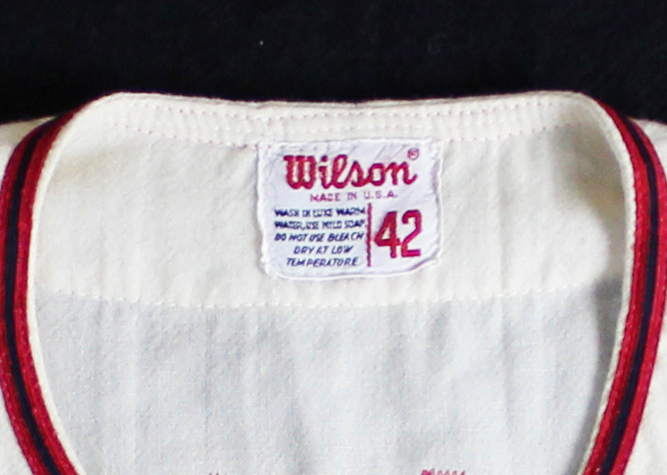 Wilson®
MADE IN U.S.A.
WASH IN LUKE WARM
WATER, USE MILD SOAP
DO NOT USE BLEACH
DRY AT LOW
TEMPERATURE
42